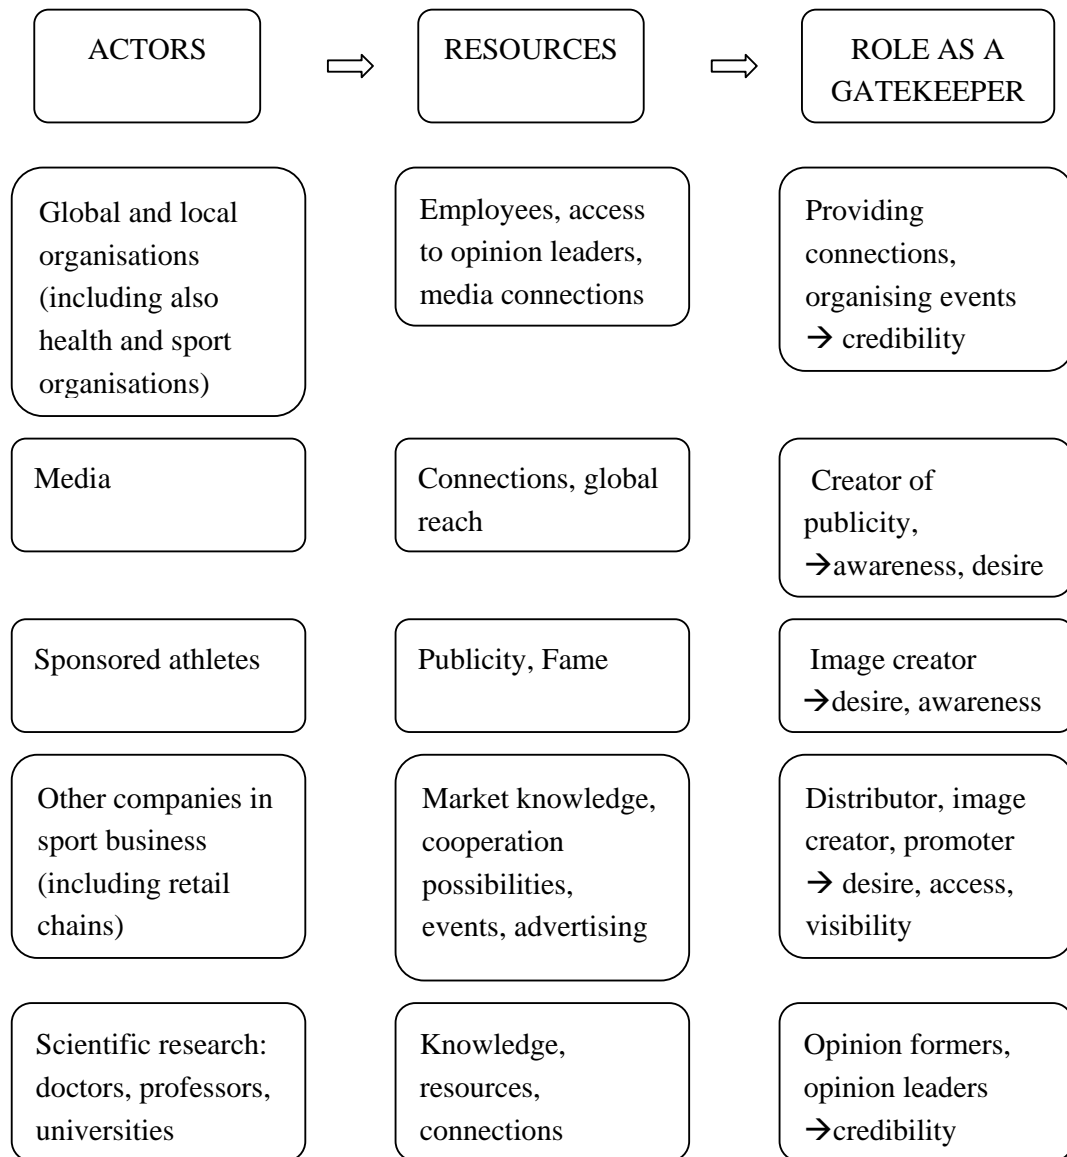 ACTORS
RESOURCES
ROLE AS A
GATEKEEPER
Global and local
organisations
(including also
health and sport
organisations)
Employees, access
to opinion leaders,
media connections
Providing
connections,
organising events
→ credibility
Media
Connections, global
reach
Creator of
publicity,
→awareness, desire
Sponsored athletes
Publicity, Fame
Image creator
→desire, awareness
Other companies in
sport business
(including retail
chains)
Market knowledge,
cooperation
possibilities,
events, advertising
Distributor, image
creator, promoter
→ desire, access,
visibility
Scientific research:
doctors, professors,
universities
Knowledge,
resources,
connections
Opinion formers,
opinion leaders
→credibility